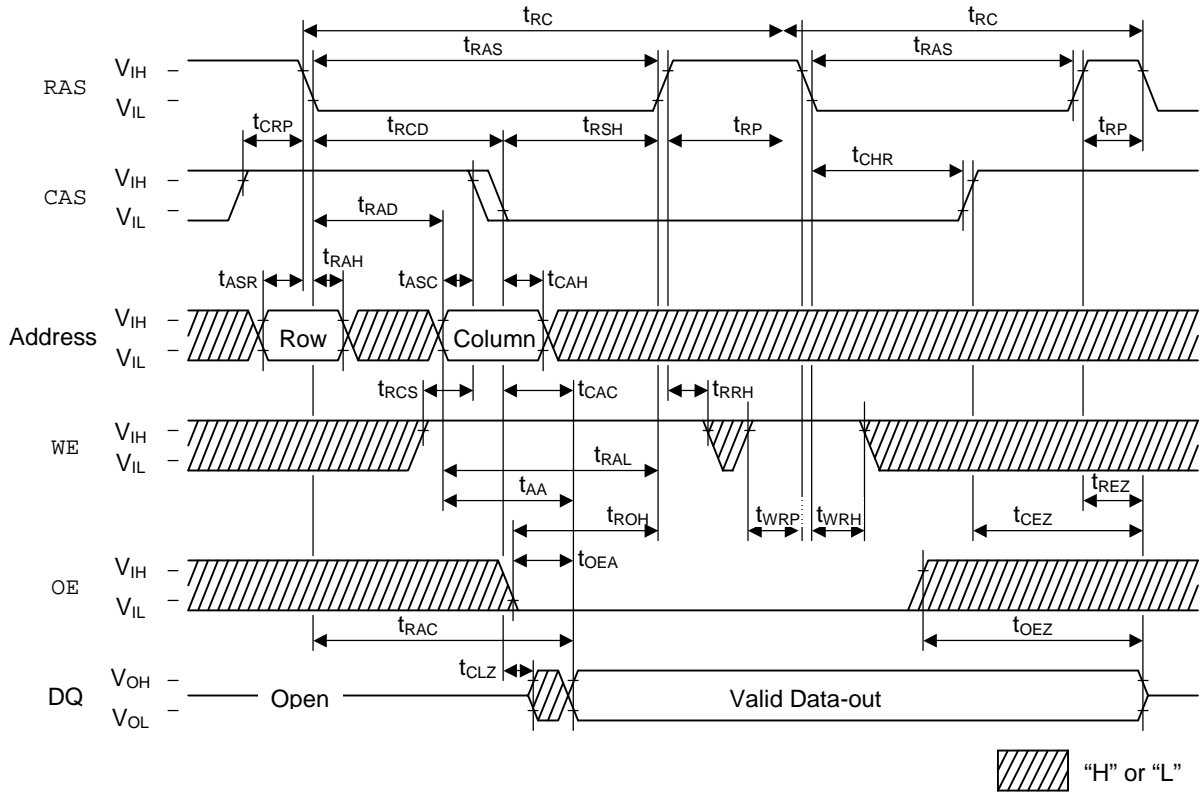 tRC tRC
tRAS tRAS
RAS VIH
VIL
tCRP tRCD tRSH tRP tRP
tCHR
CAS VIH
VIL
tRAD
tASR tRAH tASC tCAH
Address VIH
VIL
Row Column
tRCS tCAC tRRH
WE VIH
VIL
tRAL
tAA
tREZ
tROH tWRP tWRH tCEZ
tOEA
OE VIH
VIL
tRAC tOEZ
tCLZ
DQ VOH
VOL
Open Valid Data-out
“H” or “L”